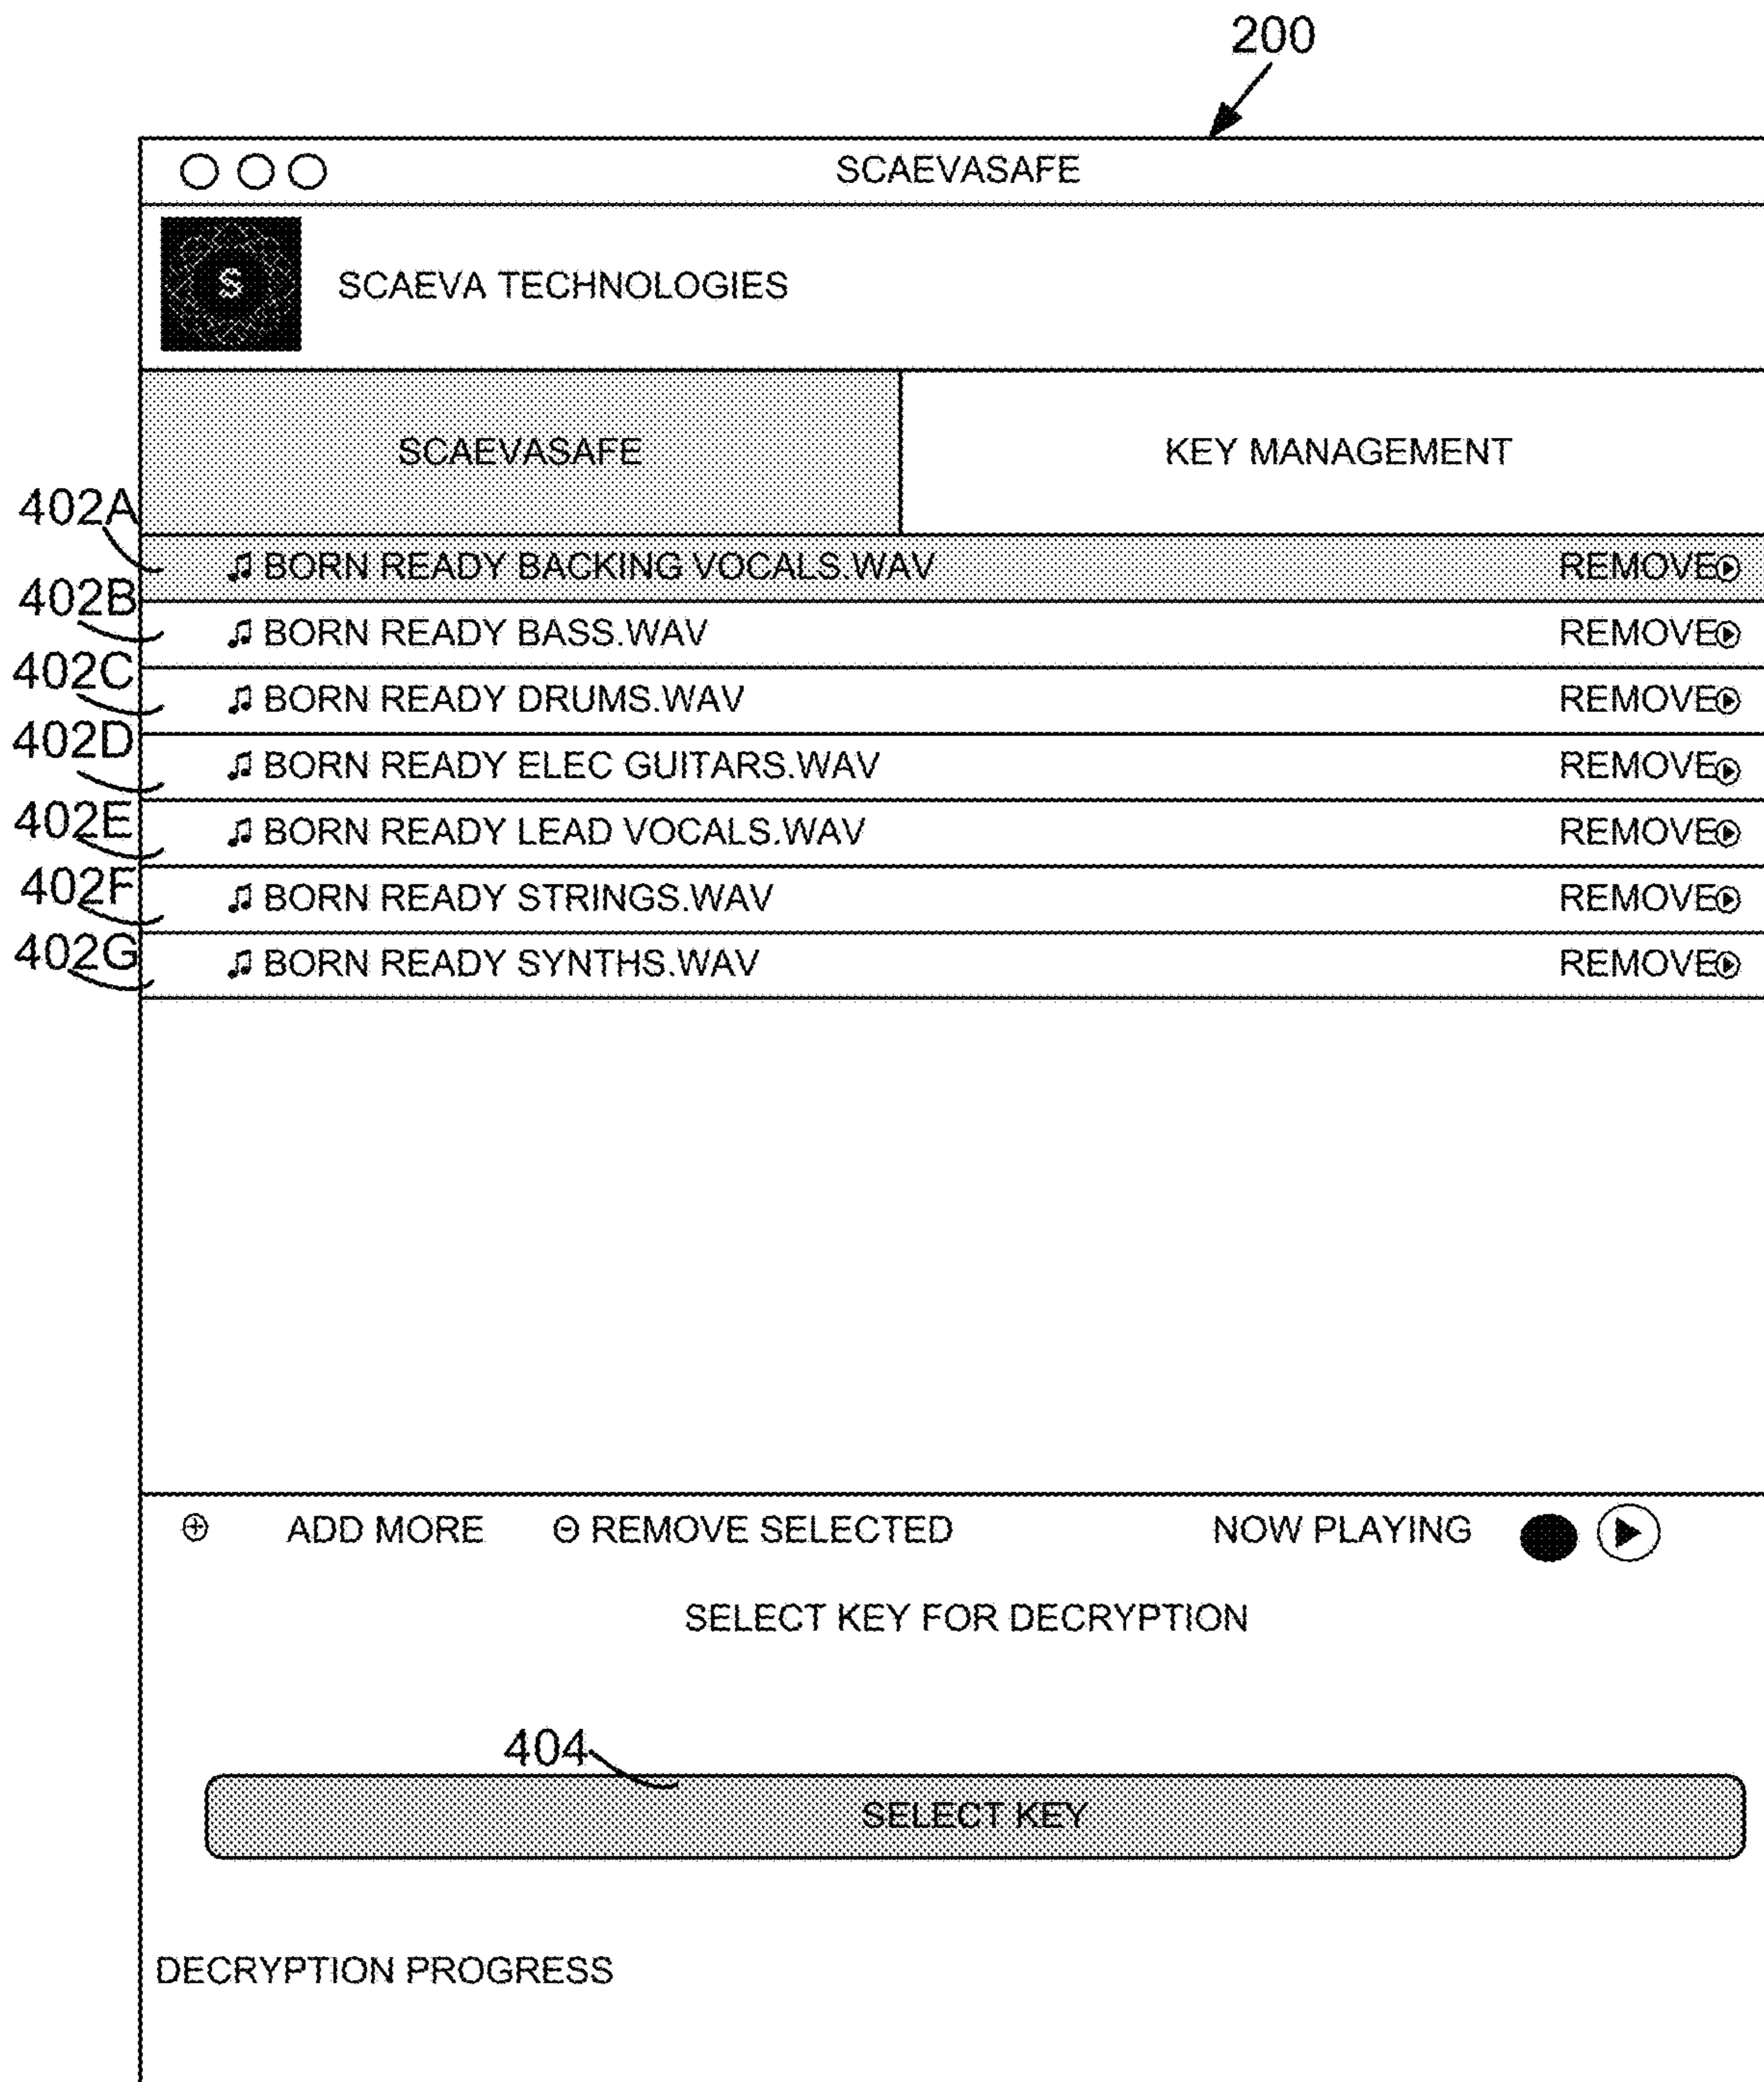 200
SCAEVASAFE
S
SCAEVA TECHNOLOGIES
SCAEVASAFE
KEY MANAGEMENT
402A
BORN READY BACKING VOCALS.WAV REMOVE
402B
BORN READY BASS.WAV REMOVE
402C
BORN READY DRUMS.WAV REMOVE
402D
BORN READY ELEC GUITARS.WAV REMOVE
402E
BORN READY LEAD VOCALS.WAV REMOVE
402F
BORN READY STRINGS.WAV REMOVE
402G
BORN READY SYNTHS.WAV REMOVE
ADD MORE REMOVE SELECTED NOW PLAYING
SELECT KEY FOR DECRYPTION
404
SELECT KEY
DECRYPTION PROGRESS